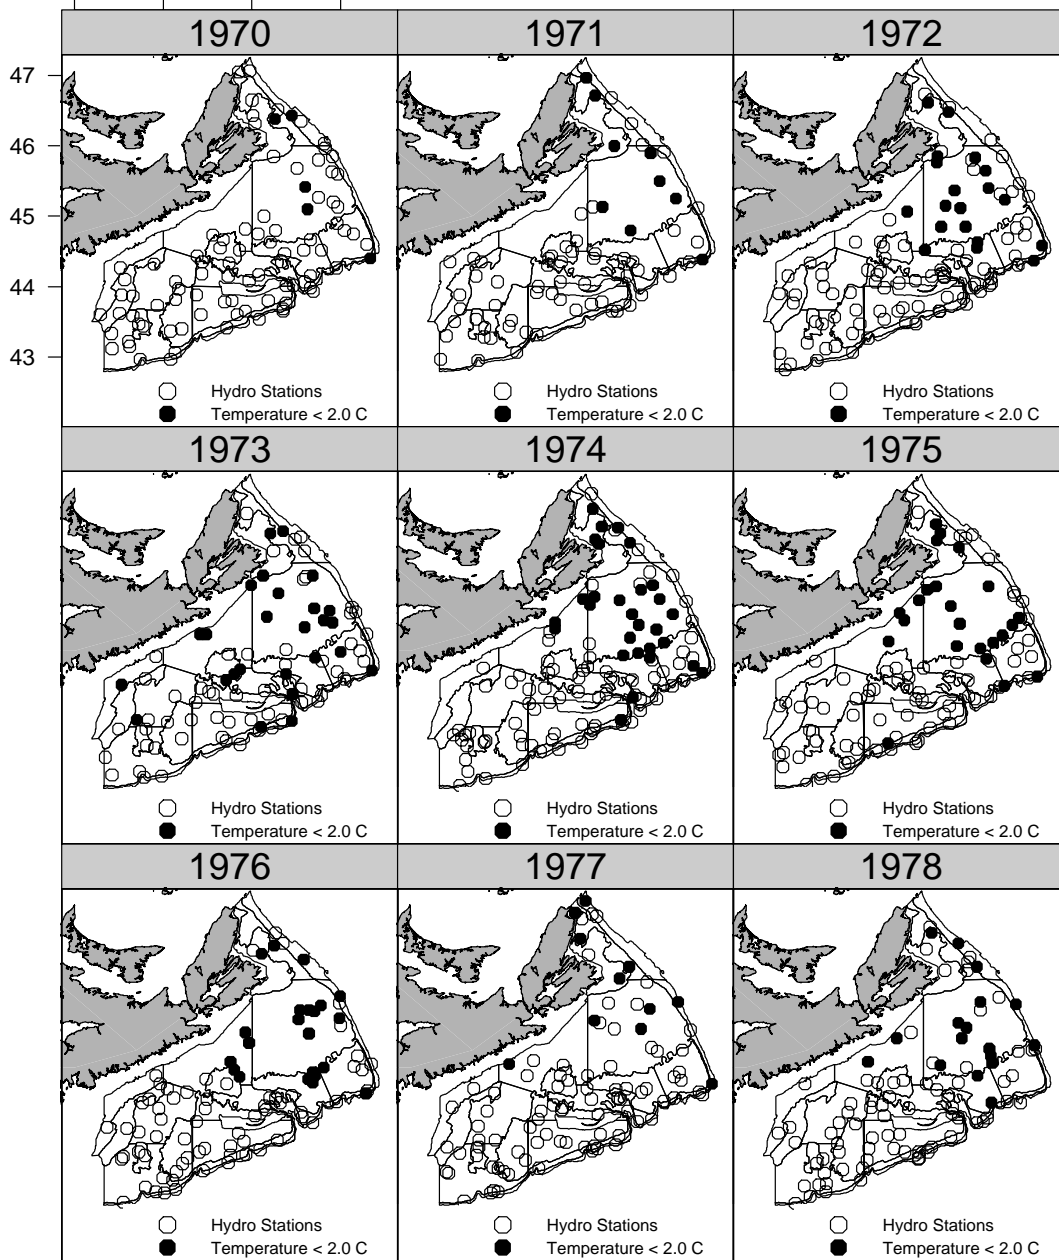 1970 1971 1972
47
46
45
44
43
Hydro Stations Hydro Stations Hydro Stations
Temperature < 2.0 C Temperature < 2.0 C Temperature < 2.0 C
1973 1974 1975
Hydro Stations Hydro Stations Hydro Stations
Temperature < 2.0 C Temperature < 2.0 C Temperature < 2.0 C
1976 1977 1978
Hydro Stations Hydro Stations Hydro Stations
Temperature < 2.0 C Temperature < 2.0 C Temperature < 2.0 C